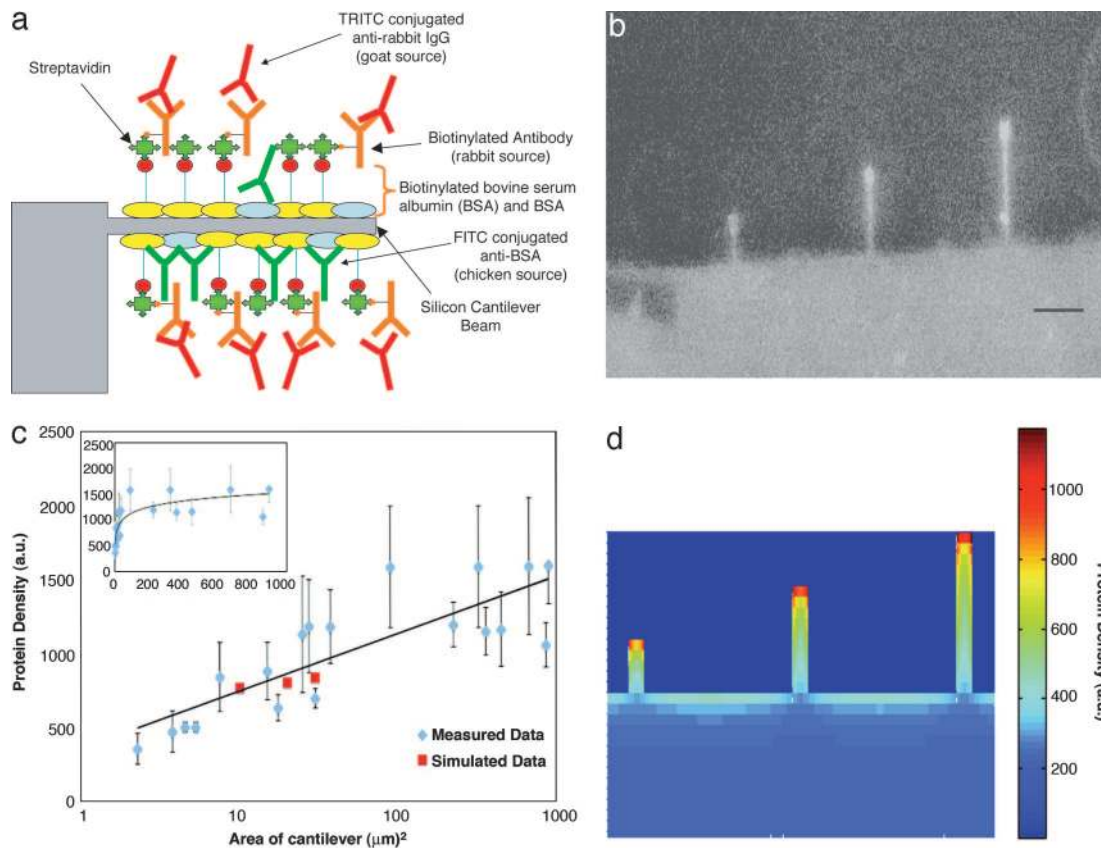 a
TRITC conjugated
anti-rabbit IgG
(goat source)
Streptavidin
Biotinylated Antibody
(rabbit source)
Biotinylated bovine serum
albumin (BSA) and BSA
FITC conjugated
anti-BSA
(chicken source)
Silicon Cantilever
Beam
b
c
2500
2000
1500
1000
500
0
Protein Density (a.u.)
2500
2000
1500
1000
500
0
0 200 400 600 800 1000
Measured Data
Simulated Data
1 10 100 1000
Area of cantilever (μm)²
d
1000
800
600
400
200
Protein Density (a.u.)